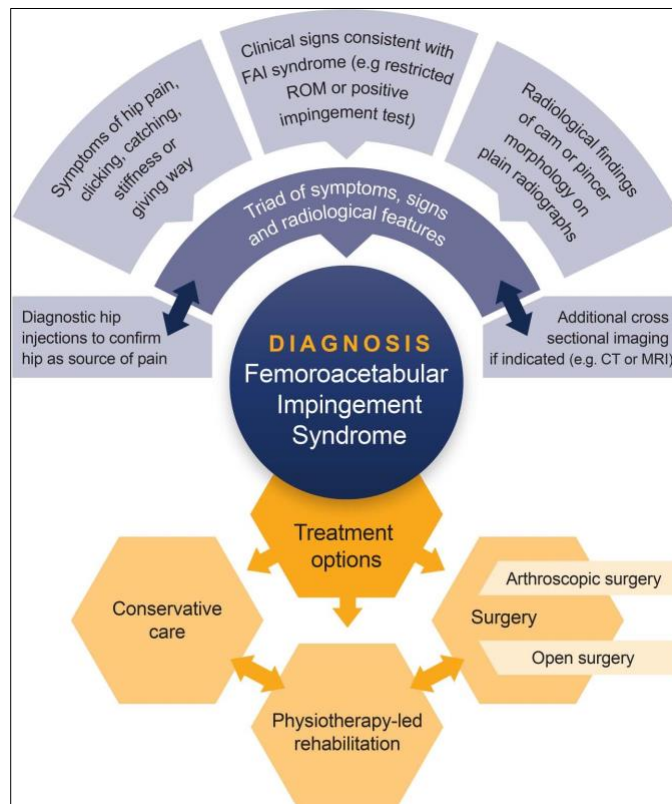 Symptoms of hip pain,
clicking, catching,
stiffness or
giving way
Clinical signs consistent with
FAI syndrome (e.g restricted
ROM or positive
impingement test)
Radiological findings
of cam or pincer
morphology on
plain radiographs
Triad of symptoms, signs
and radiological features
Diagnostic hip
injections to confirm
hip as source of pain
Additional cross
sectional imaging
if indicated (e.g. CT or MRI)
DIAGNOSIS
Femoroacetabular
Impingement
Syndrome
Treatment
options
Conservative
care
Physiotherapy-led
rehabilitation
Surgery
Arthroscopic surgery
Open surgery